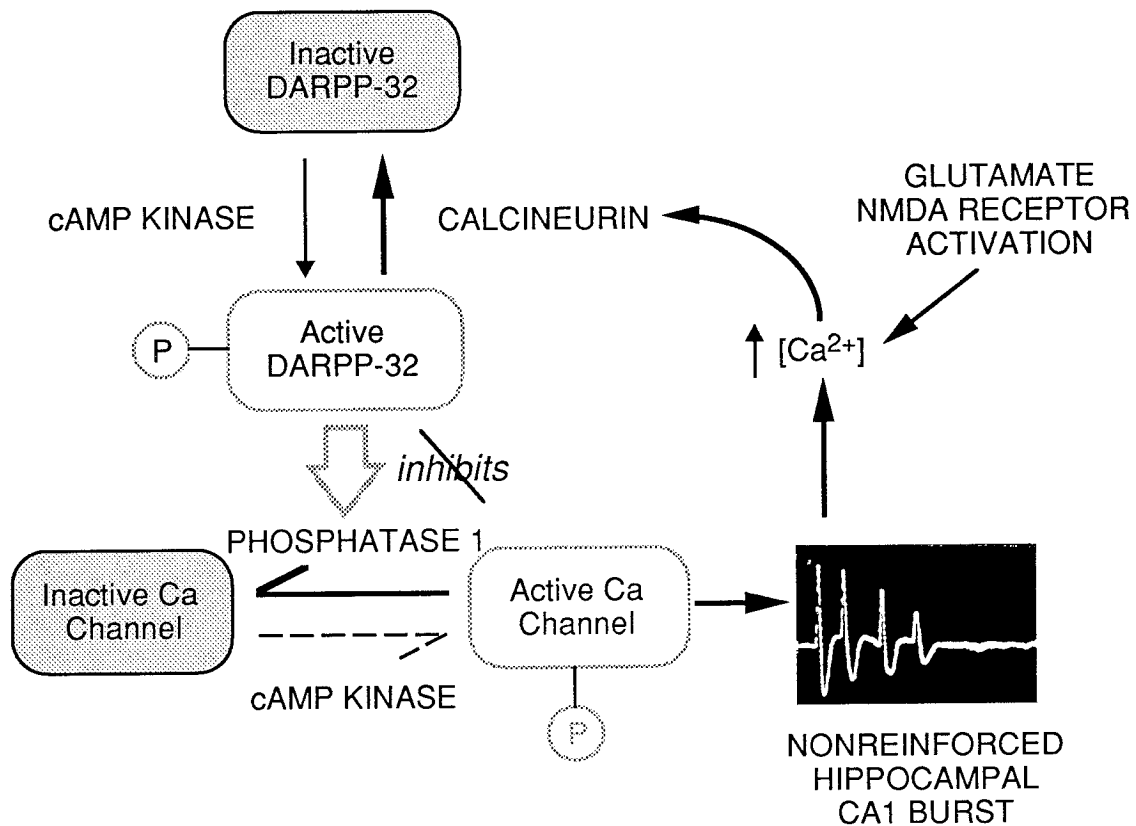 Inactive
DARPP-32
cAMP KINASE
CALCINEURIN
GLUTAMATE
NMDA RECEPTOR
ACTIVATION
Active
DARPP-32
P
[Ca2+]
inhibits
PHOSPHATASE 1
Inactive Ca
Channel
Active Ca
Channel
cAMP KINASE
P
NONREINFORCED
HIPPOCAMPAL
CA1 BURST